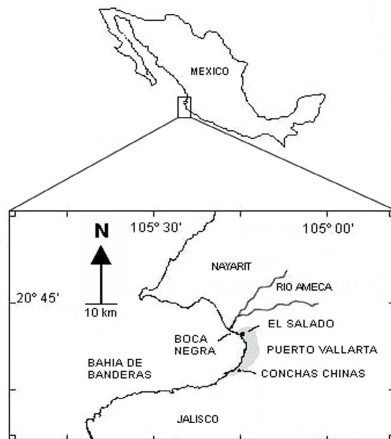 MEXICO
105° 30'
105° 00'
N
NAYARIT
RIO AMECA
20° 45'
10 km
EL SALADO
BOCA
NEGRA
PUERTO VALLARTA
BAHIA DE
BANDERAS
CONCHAS CHINAS
JALISCO